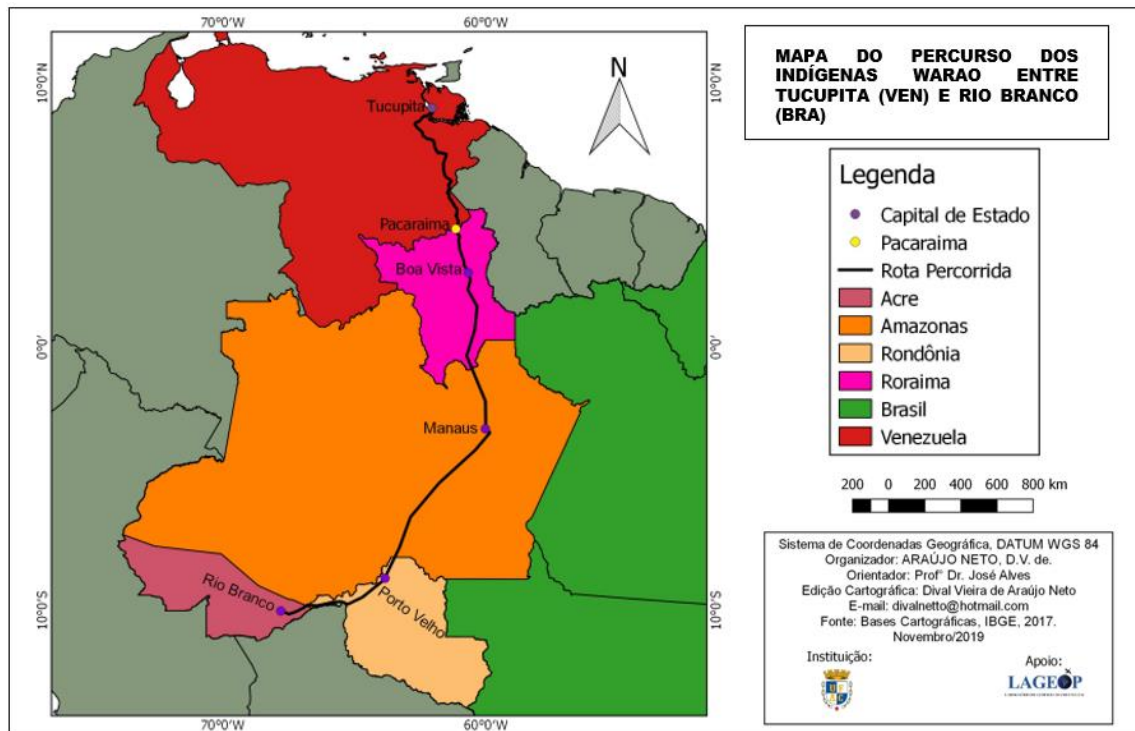 70°0'W 60°0'W
10°0'N
0°0'
10°0'S
Tucupita
Pacaraima
Boa Vista
Manaus
Rio Branco
Porto Velho
10°0'N
0°0'
10°0'S
70°0'W 60°0'W
N
MAPA DO PERCURSO DOS
INDÍGENAS WARAO ENTRE
TUCUPITA (VEN) E RIO BRANCO
(BRA)
Legenda
Capital de Estado
Pacaraima
Rota Percorrida
Acre
Amazonas
Rondônia
Roraima
Brasil
Venezuela
200 0 200 400 600 800 km
Sistema de Coordenadas Geográfica, DATUM WGS 84
Organizador: ARAÚJO NETO, D.V. de.
Orientador: Prof° Dr. José Alves
Edição Cartográfica: Dival Vieira de Araújo Neto
E-mail: divalnetto@hotmail.com
Fonte: Bases Cartográficas, IBGE, 2017.
Novembro/2019
Instituição:
Apoio:
LAGEOP